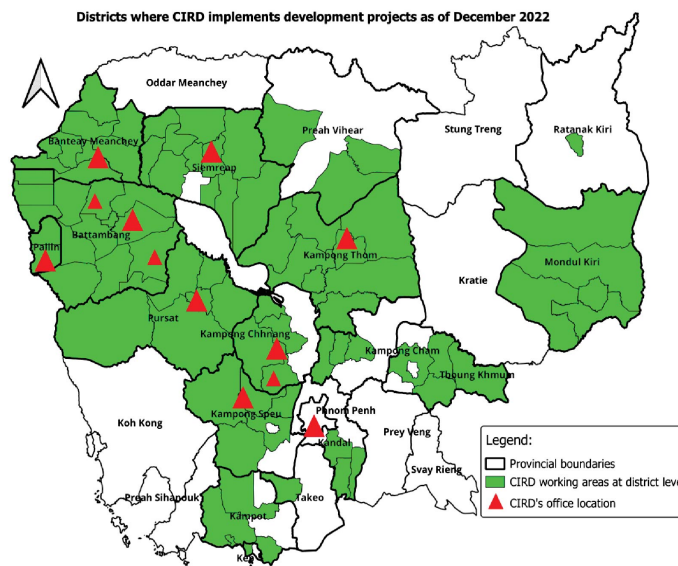 Districts where CIRD implements development projects as of December 2022
Oddar Meanchey
Preah Vihear
Stung Treng
Ratanak Kiri
Banteay Meanchey
Siemreap
Battambang
Pailin
Kampong Thom
Mondul Kiri
Kratie
Pursat
Kampong Chhnang
Kampong Cham
Tboung Khmum
Kampong Speu
Phnom Penh
Prey Veng
Koh Kong
Kandal
Svay Rieng
Preah Sihanouk
Takeo
Kampot
Kep
Legend:
Provincial boundaries
CIRD working areas at district leve
CIRD's office location